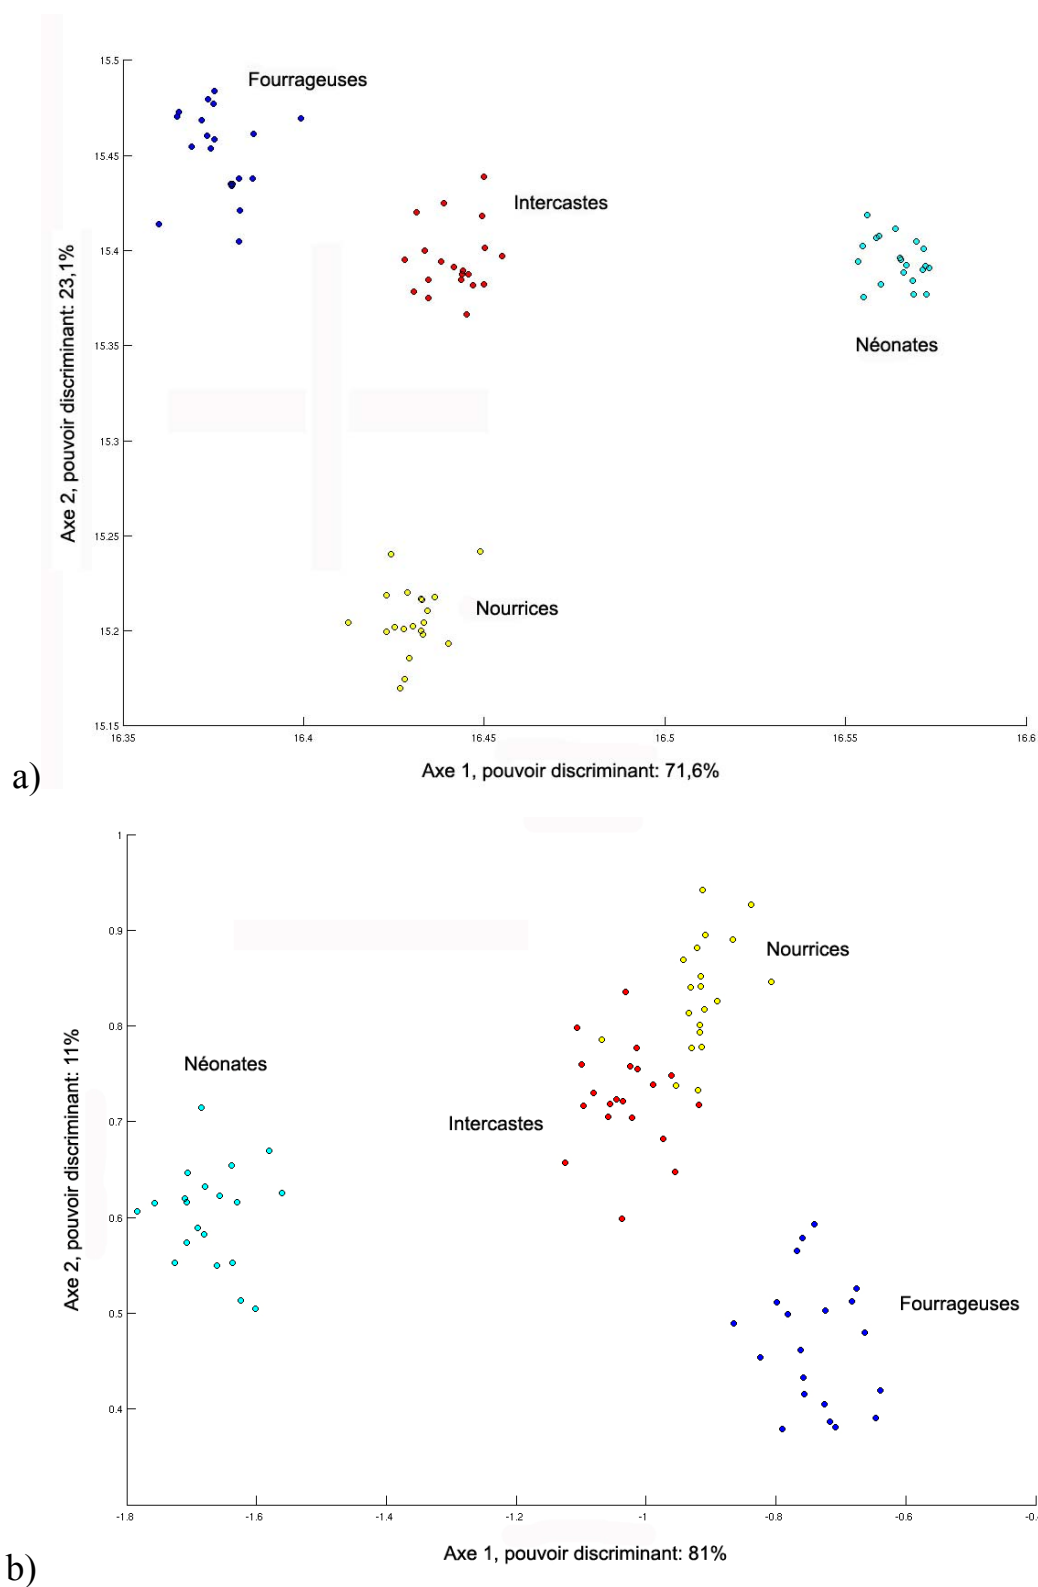 15.5
Fourrageuses
15.45
Intercastes
15.4
Axe 2, pouvoir discriminant: 23,1%
15.35
Néonates
15.3
15.25
Nourrices
15.2
15.15
16.35 16.4 16.45 16.5 16.55 16.6
a)
Axe 1, pouvoir discriminant: 71,6%
1
0.9
Nourrices
0.8
Axe 2, pouvoir discriminant: 11%
Néonates
0.7
Intercastes
0.6
0.5
Fourrageuses
0.4
-1.8 -1.6 -1.4 -1.2 -1 -0.8 -0.6
Axe 1, pouvoir discriminant: 81%
b)